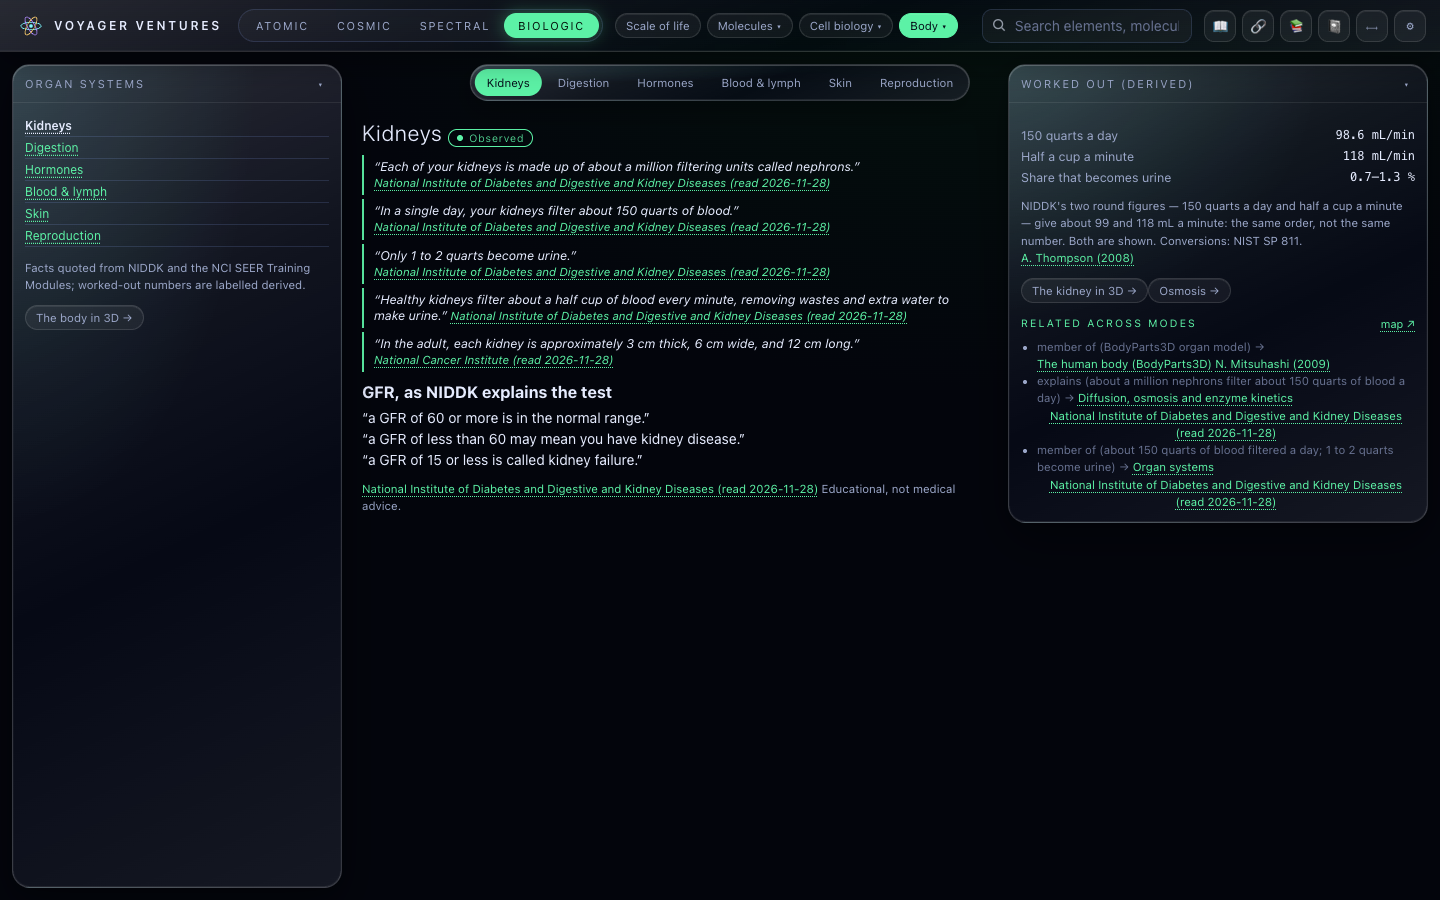 VOYAGER VENTURES
ATOMIC COSMIC SPECTRAL BIOLOGIC
Scale of life Molecules Cell biology Body
Search elements, molecul
ORGAN SYSTEMS
Kidneys
Digestion
Hormones
Blood & lymph
Skin
Reproduction
Facts quoted from NIDDK and the NCI SEER Training
Modules; worked-out numbers are labelled derived.
The body in 3D →
Kidneys Digestion Hormones Blood & lymph Skin Reproduction
Kidneys Observed
“Each of your kidneys is made up of about a million filtering units called nephrons.”
National Institute of Diabetes and Digestive and Kidney Diseases (read 2026-11-28)
“In a single day, your kidneys filter about 150 quarts of blood.”
National Institute of Diabetes and Digestive and Kidney Diseases (read 2026-11-28)
“Only 1 to 2 quarts become urine.”
National Institute of Diabetes and Digestive and Kidney Diseases (read 2026-11-28)
“Healthy kidneys filter about a half cup of blood every minute, removing wastes and extra water to
make urine.” National Institute of Diabetes and Digestive and Kidney Diseases (read 2026-11-28)
“In the adult, each kidney is approximately 3 cm thick, 6 cm wide, and 12 cm long.”
National Cancer Institute (read 2026-11-28)
GFR, as NIDDK explains the test
“a GFR of 60 or more is in the normal range.”
“a GFR of less than 60 may mean you have kidney disease.”
“a GFR of 15 or less is called kidney failure.”
National Institute of Diabetes and Digestive and Kidney Diseases (read 2026-11-28) Educational, not medical
advice.
WORKED OUT (DERIVED)
150 quarts a day 98.6 mL/min
Half a cup a minute 118 mL/min
Share that becomes urine 0.7–1.3 %
NIDDK's two round figures — 150 quarts a day and half a cup a minute
— give about 99 and 118 mL a minute: the same order, not the same
number. Both are shown. Conversions: NIST SP 811.
A. Thompson (2008)
The kidney in 3D → Osmosis →
RELATED ACROSS MODES map ↗
member of (BodyParts3D organ model) →
The human body (BodyParts3D) N. Mitsuhashi (2009)
explains (about a million nephrons filter about 150 quarts of blood a
day) → Diffusion, osmosis and enzyme kinetics
National Institute of Diabetes and Digestive and Kidney Diseases
(read 2026-11-28)
member of (about 150 quarts of blood filtered a day; 1 to 2 quarts
become urine) → Organ systems
National Institute of Diabetes and Digestive and Kidney Diseases
(read 2026-11-28)